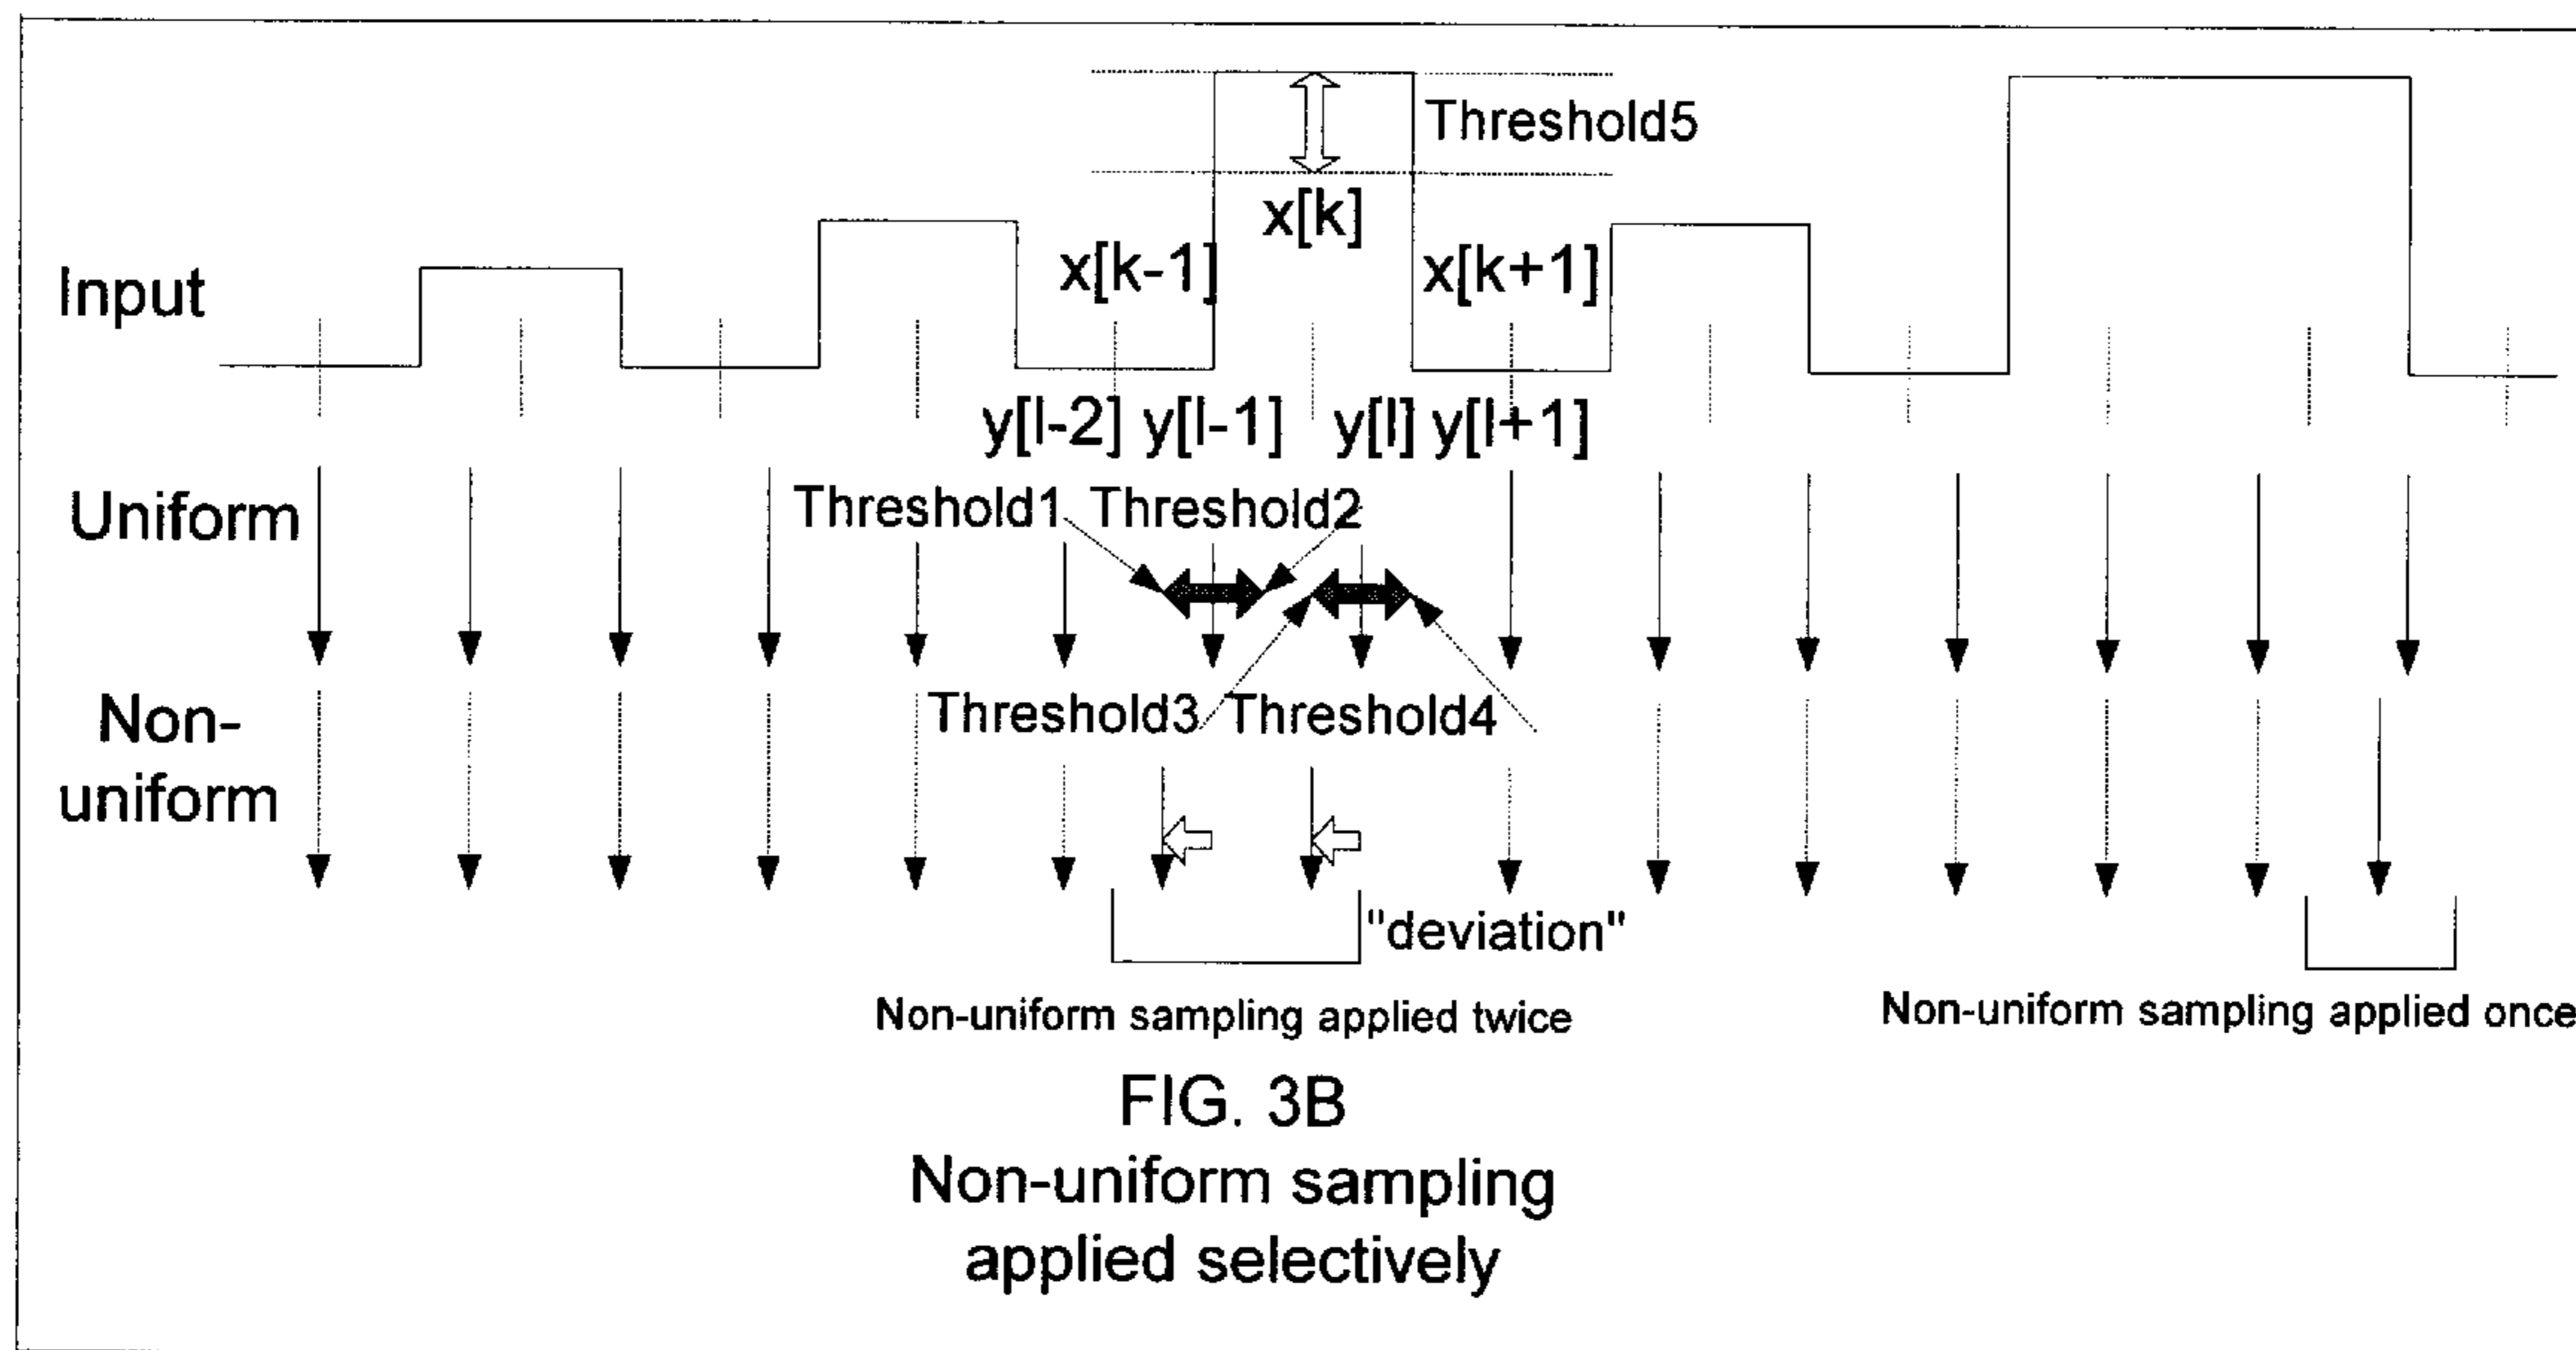 Threshold5
x[k]
Input
x[k-1]
x[k+1]
y[l-2] y[l-1] y[l] y[l+1]
Uniform
Threshold1 Threshold2
Non-
uniform
Threshold3 Threshold4
"deviation"
Non-uniform sampling applied twice
Non-uniform sampling applied once
FIG. 3B
Non-uniform sampling
applied selectively